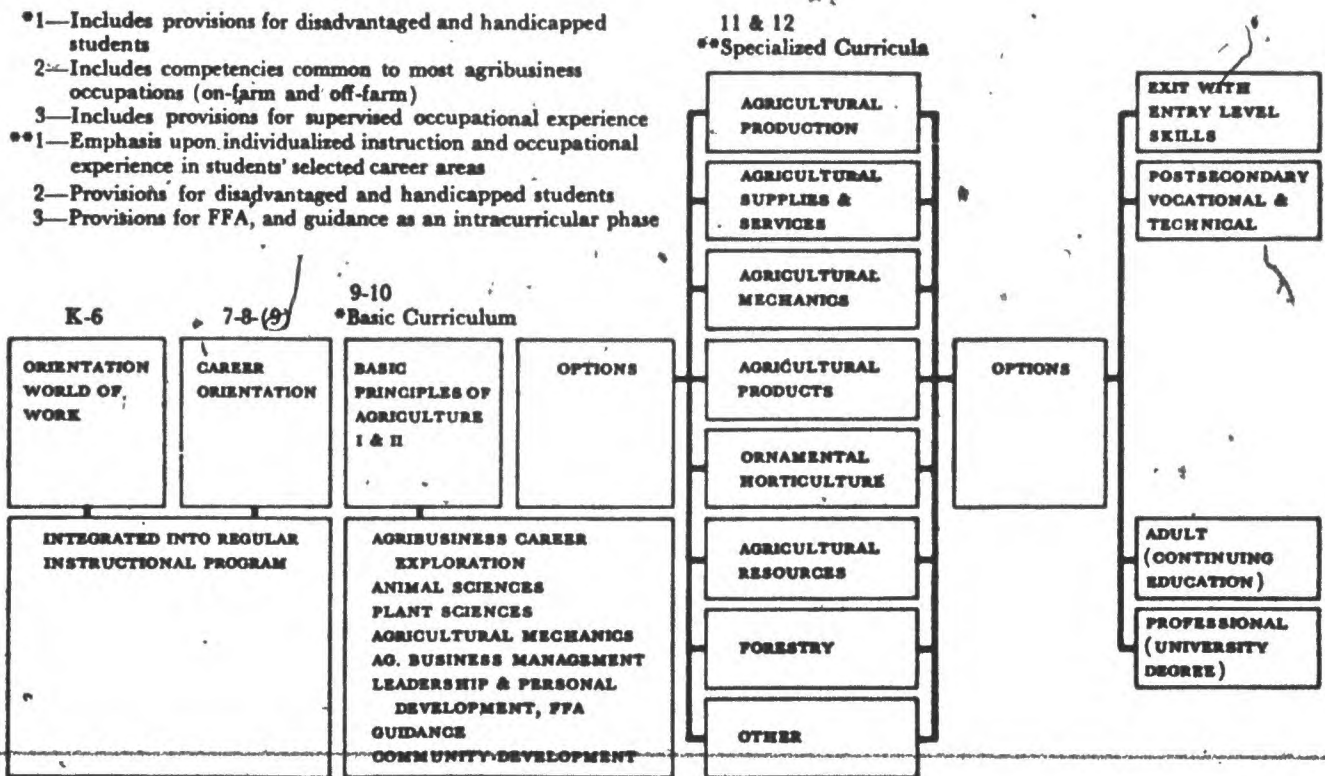 *1—Includes provisions for disadvantaged and handicapped
students
2—Includes competencies common to most agribusiness
occupations (on-farm and off-farm)
3—Includes provisions for supervised occupational experience
**1—Emphasis upon individualized instruction and occupational
experience in students' selected career areas
2—Provisions for disadvantaged and handicapped students
3—Provisions for FFA, and guidance as an intracurricular phase
K-6
ORIENTATION
WORLD OF
WORK
7-8-(9)
CAREER
ORIENTATION
INTEGRATED INTO REGULAR
INSTRUCTIONAL PROGRAM
9-10
*Basic Curriculum
BASIC
PRINCIPLES OF
AGRICULTURE
I & II
OPTIONS
AGRIBUSINESS CAREER
EXPLORATION
ANIMAL SCIENCES
PLANT SCIENCES
AGRICULTURAL MECHANICS
AG. BUSINESS MANAGEMENT
LEADERSHIP & PERSONAL
DEVELOPMENT, FFA
GUIDANCE
COMMUNITY DEVELOPMENT
11 & 12
**Specialized Curricula
AGRICULTURAL
PRODUCTION
AGRICULTURAL
SUPPLIES &
SERVICES
AGRICULTURAL
MECHANICS
AGRICULTURAL
PRODUCTS
ORNAMENTAL
HORTICULTURE
AGRICULTURAL
RESOURCES
FORESTRY
OTHER
OPTIONS
EXIT WITH
ENTRY LEVEL
SKILLS
POSTSECONDARY
VOCATIONAL &
TECHNICAL
ADULT
(CONTINUING
EDUCATION)
PROFESSIONAL
(UNIVERSITY
DEGREE)